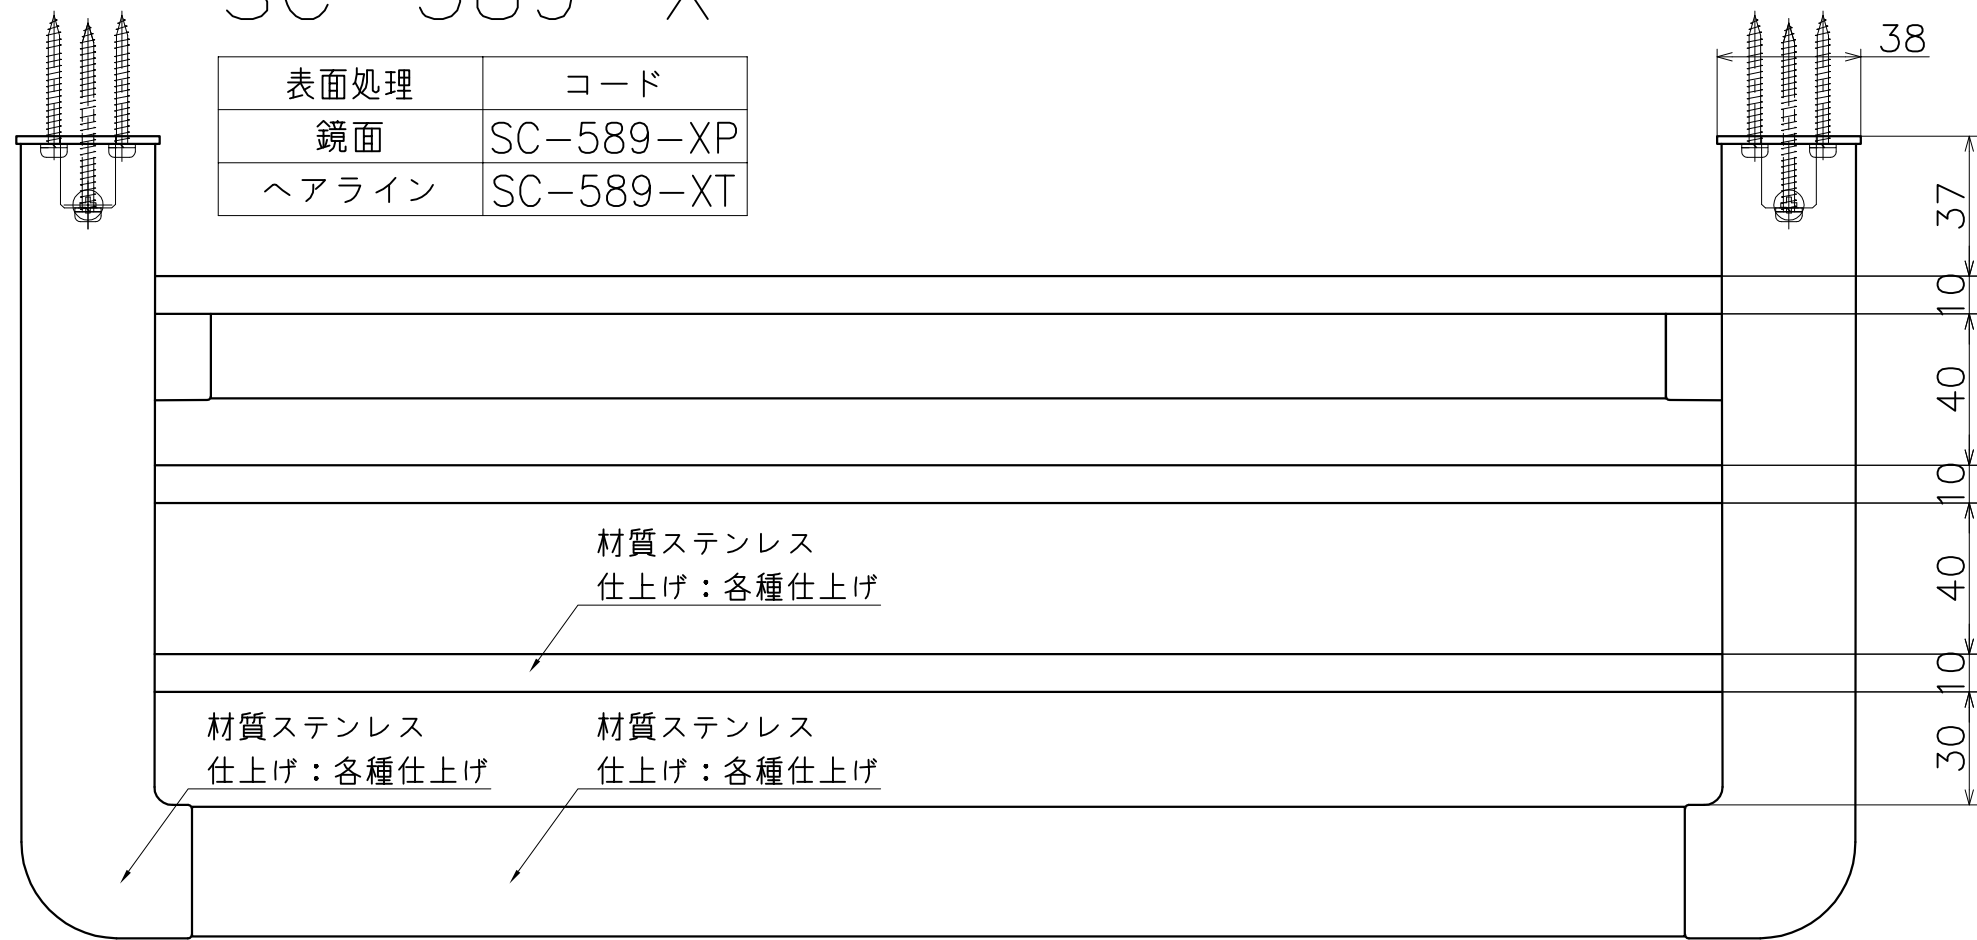 SC-589-X
38
表面処理 コード
鏡面 SC-589-XP
ヘアライン SC-589-XT
37
10
40
10
材質ステンレス
仕上げ：各種仕上げ
40
10
材質ステンレス
仕上げ：各種仕上げ
材質ステンレス
仕上げ：各種仕上げ
30